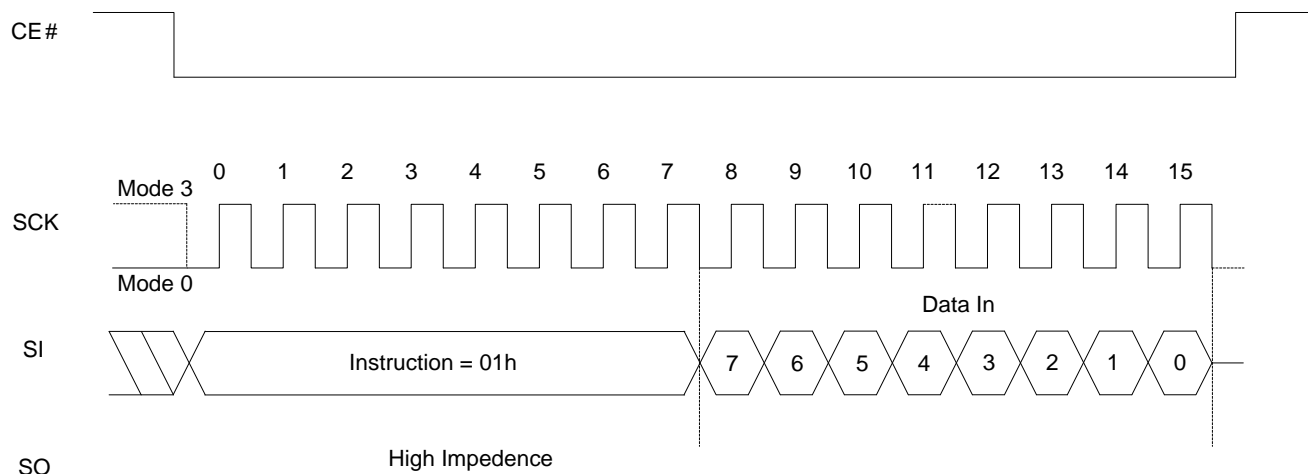 CE#
0 1 2 3 4 5 6 7 8 9 10 11 12 13 14 15
Mode 3
SCK
Mode 0
Data In
SI
Instruction = 01h
7 6 5 4 3 2 1 0
High Impedence
SO